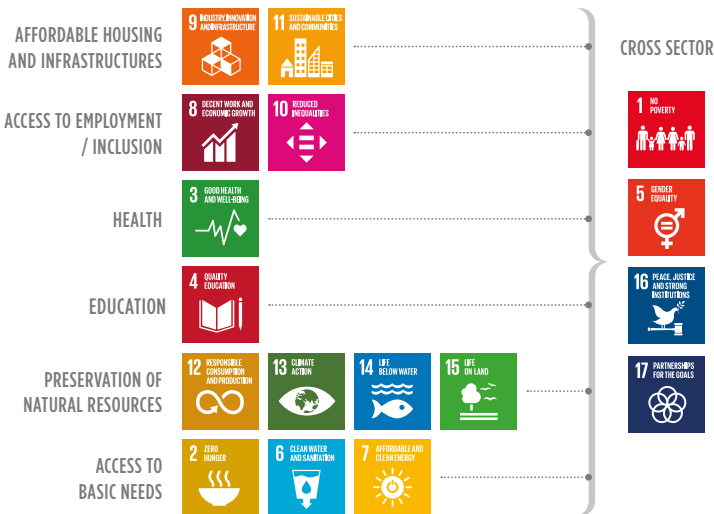 AFFORDABLE HOUSING
AND INFRASTRUCTURES
9 INDUSTRY, INNOVATION
AND INFRASTRUCTURE
11 SUSTAINABLE CITIES
AND COMMUNITIES
CROSS SECTOR
ACCESS TO EMPLOYMENT
/ INCLUSION
8 DECENT WORK AND
ECONOMIC GROWTH
10 REDUCED
INEQUALITIES
1 NO
POVERTY
HEALTH
3 GOOD HEALTH
AND WELL-BEING
5 GENDER
EQUALITY
EDUCATION
4 QUALITY
EDUCATION
16 PEACE, JUSTICE
AND STRONG
INSTITUTIONS
PRESERVATION OF
NATURAL RESOURCES
12 RESPONSIBLE
CONSUMPTION
AND PRODUCTION
13 CLIMATE
ACTION
14 LIFE
BELOW WATER
15 LIFE
ON LAND
17 PARTNERSHIPS
FOR THE GOALS
ACCESS TO
BASIC NEEDS
2 ZERO
HUNGER
6 CLEAN WATER
AND SANITATION
7 AFFORDABLE AND
CLEAN ENERGY